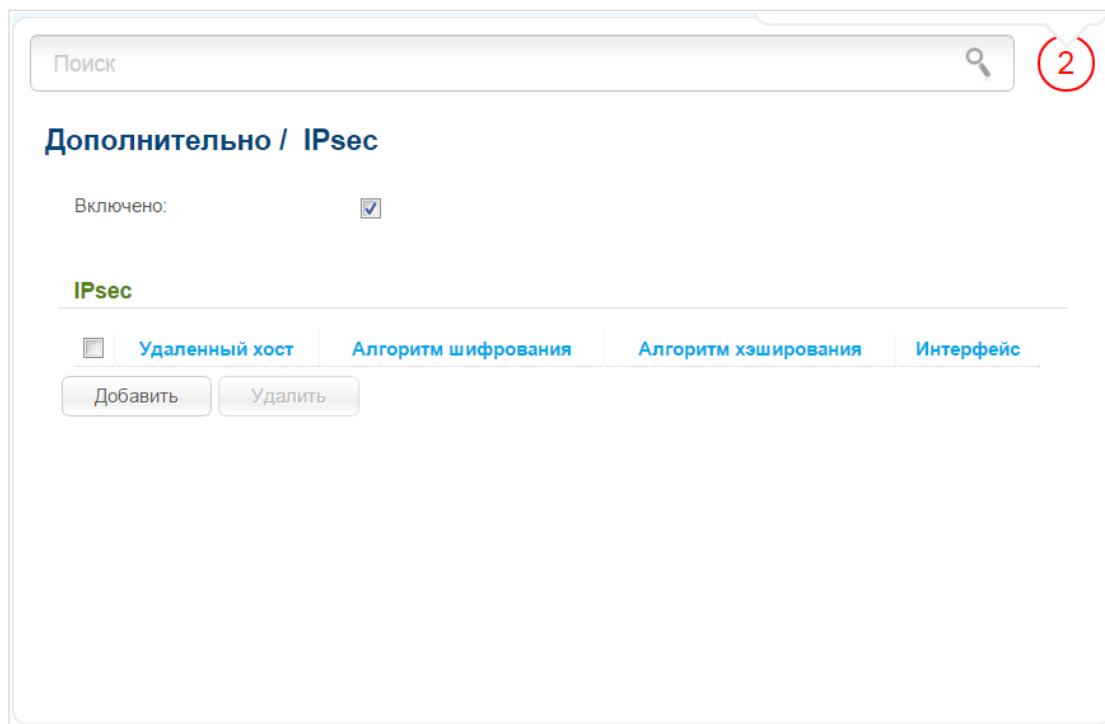 Поиск
2
Дополнительно / IPsec
Включено:
IPsec
Удаленный хост Алгоритм шифрования Алгоритм хэширования Интерфейс
Добавить Удалить